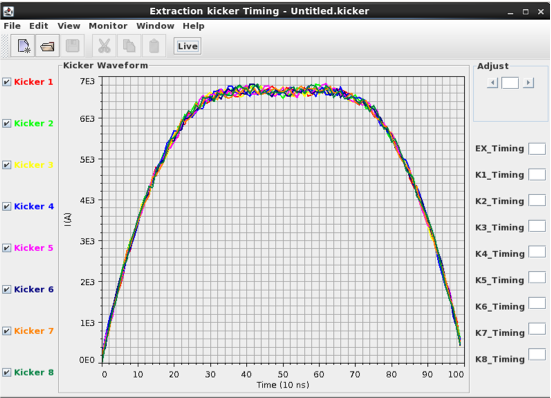 Extraction kicker Timing - Untitled.kicker
File Edit View Monitor Window Help
Live
Kicker Waveform
Adjust
Kicker 1
Kicker 2
Kicker 3
Kicker 4
Kicker 5
Kicker 6
Kicker 7
Kicker 8
I(A)
7E3
6E3
5E3
4E3
3E3
2E3
1E3
0E0
0 10 20 30 40 50 60 70 80 90 100
Time (10 ns)
EX_Timing
K1_Timing
K2_Timing
K3_Timing
K4_Timing
K5_Timing
K6_Timing
K7_Timing
K8_Timing